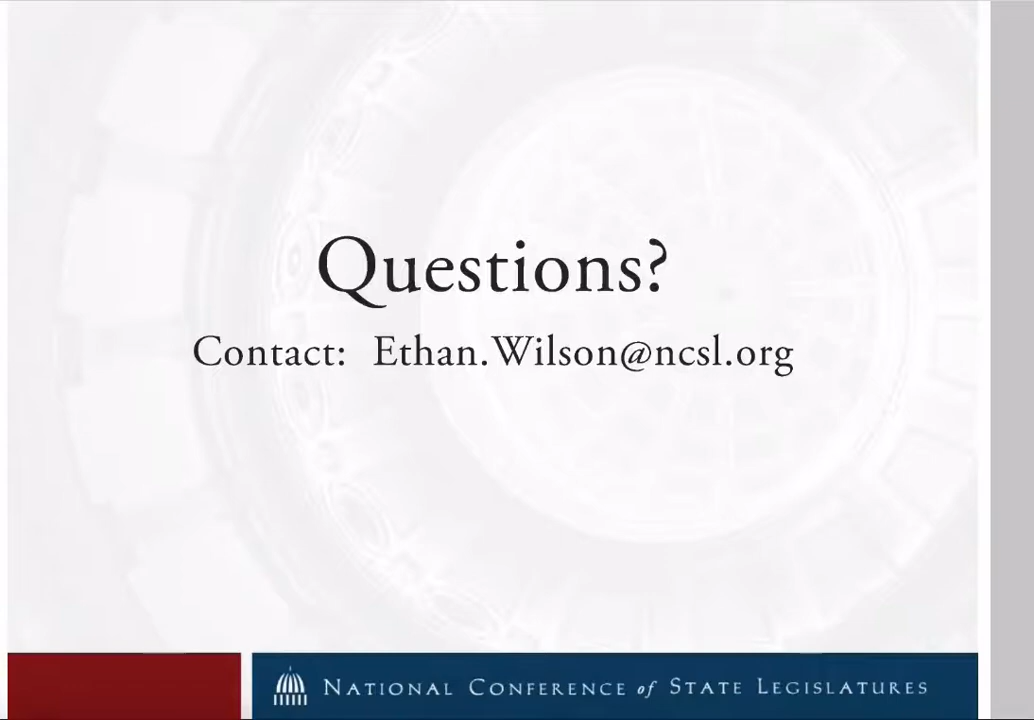 Questions?
Contact: Ethan.Wilson@ncsl.org
NATIONAL CONFERENCE of STATE LEGISLATURES